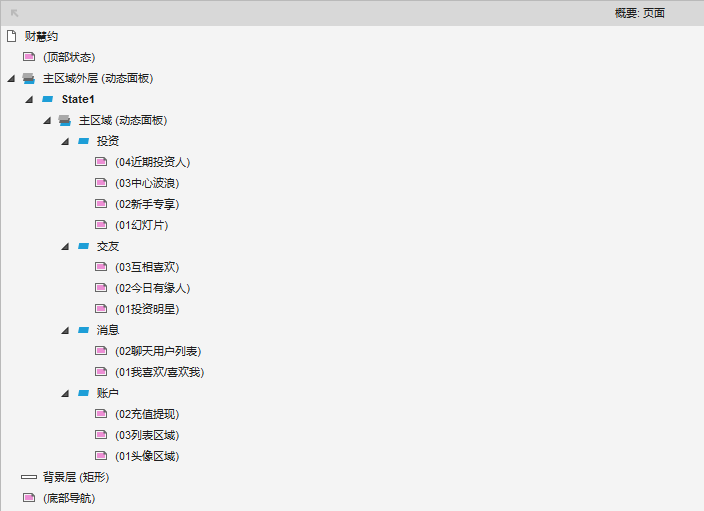 概要: 页面
财慧约
(顶部状态)
主区域外层 (动态面板)
State1
主区域 (动态面板)
投资
(04近期投资人)
(03中心波浪)
(02新手专享)
(01幻灯片)
交友
(03互相喜欢)
(02今日有缘人)
(01投资明星)
消息
(02聊天用户列表)
(01我喜欢/喜欢我)
账户
(02充值提现)
(03列表区域)
(01头像区域)
背景层 (矩形)
(底部导航)